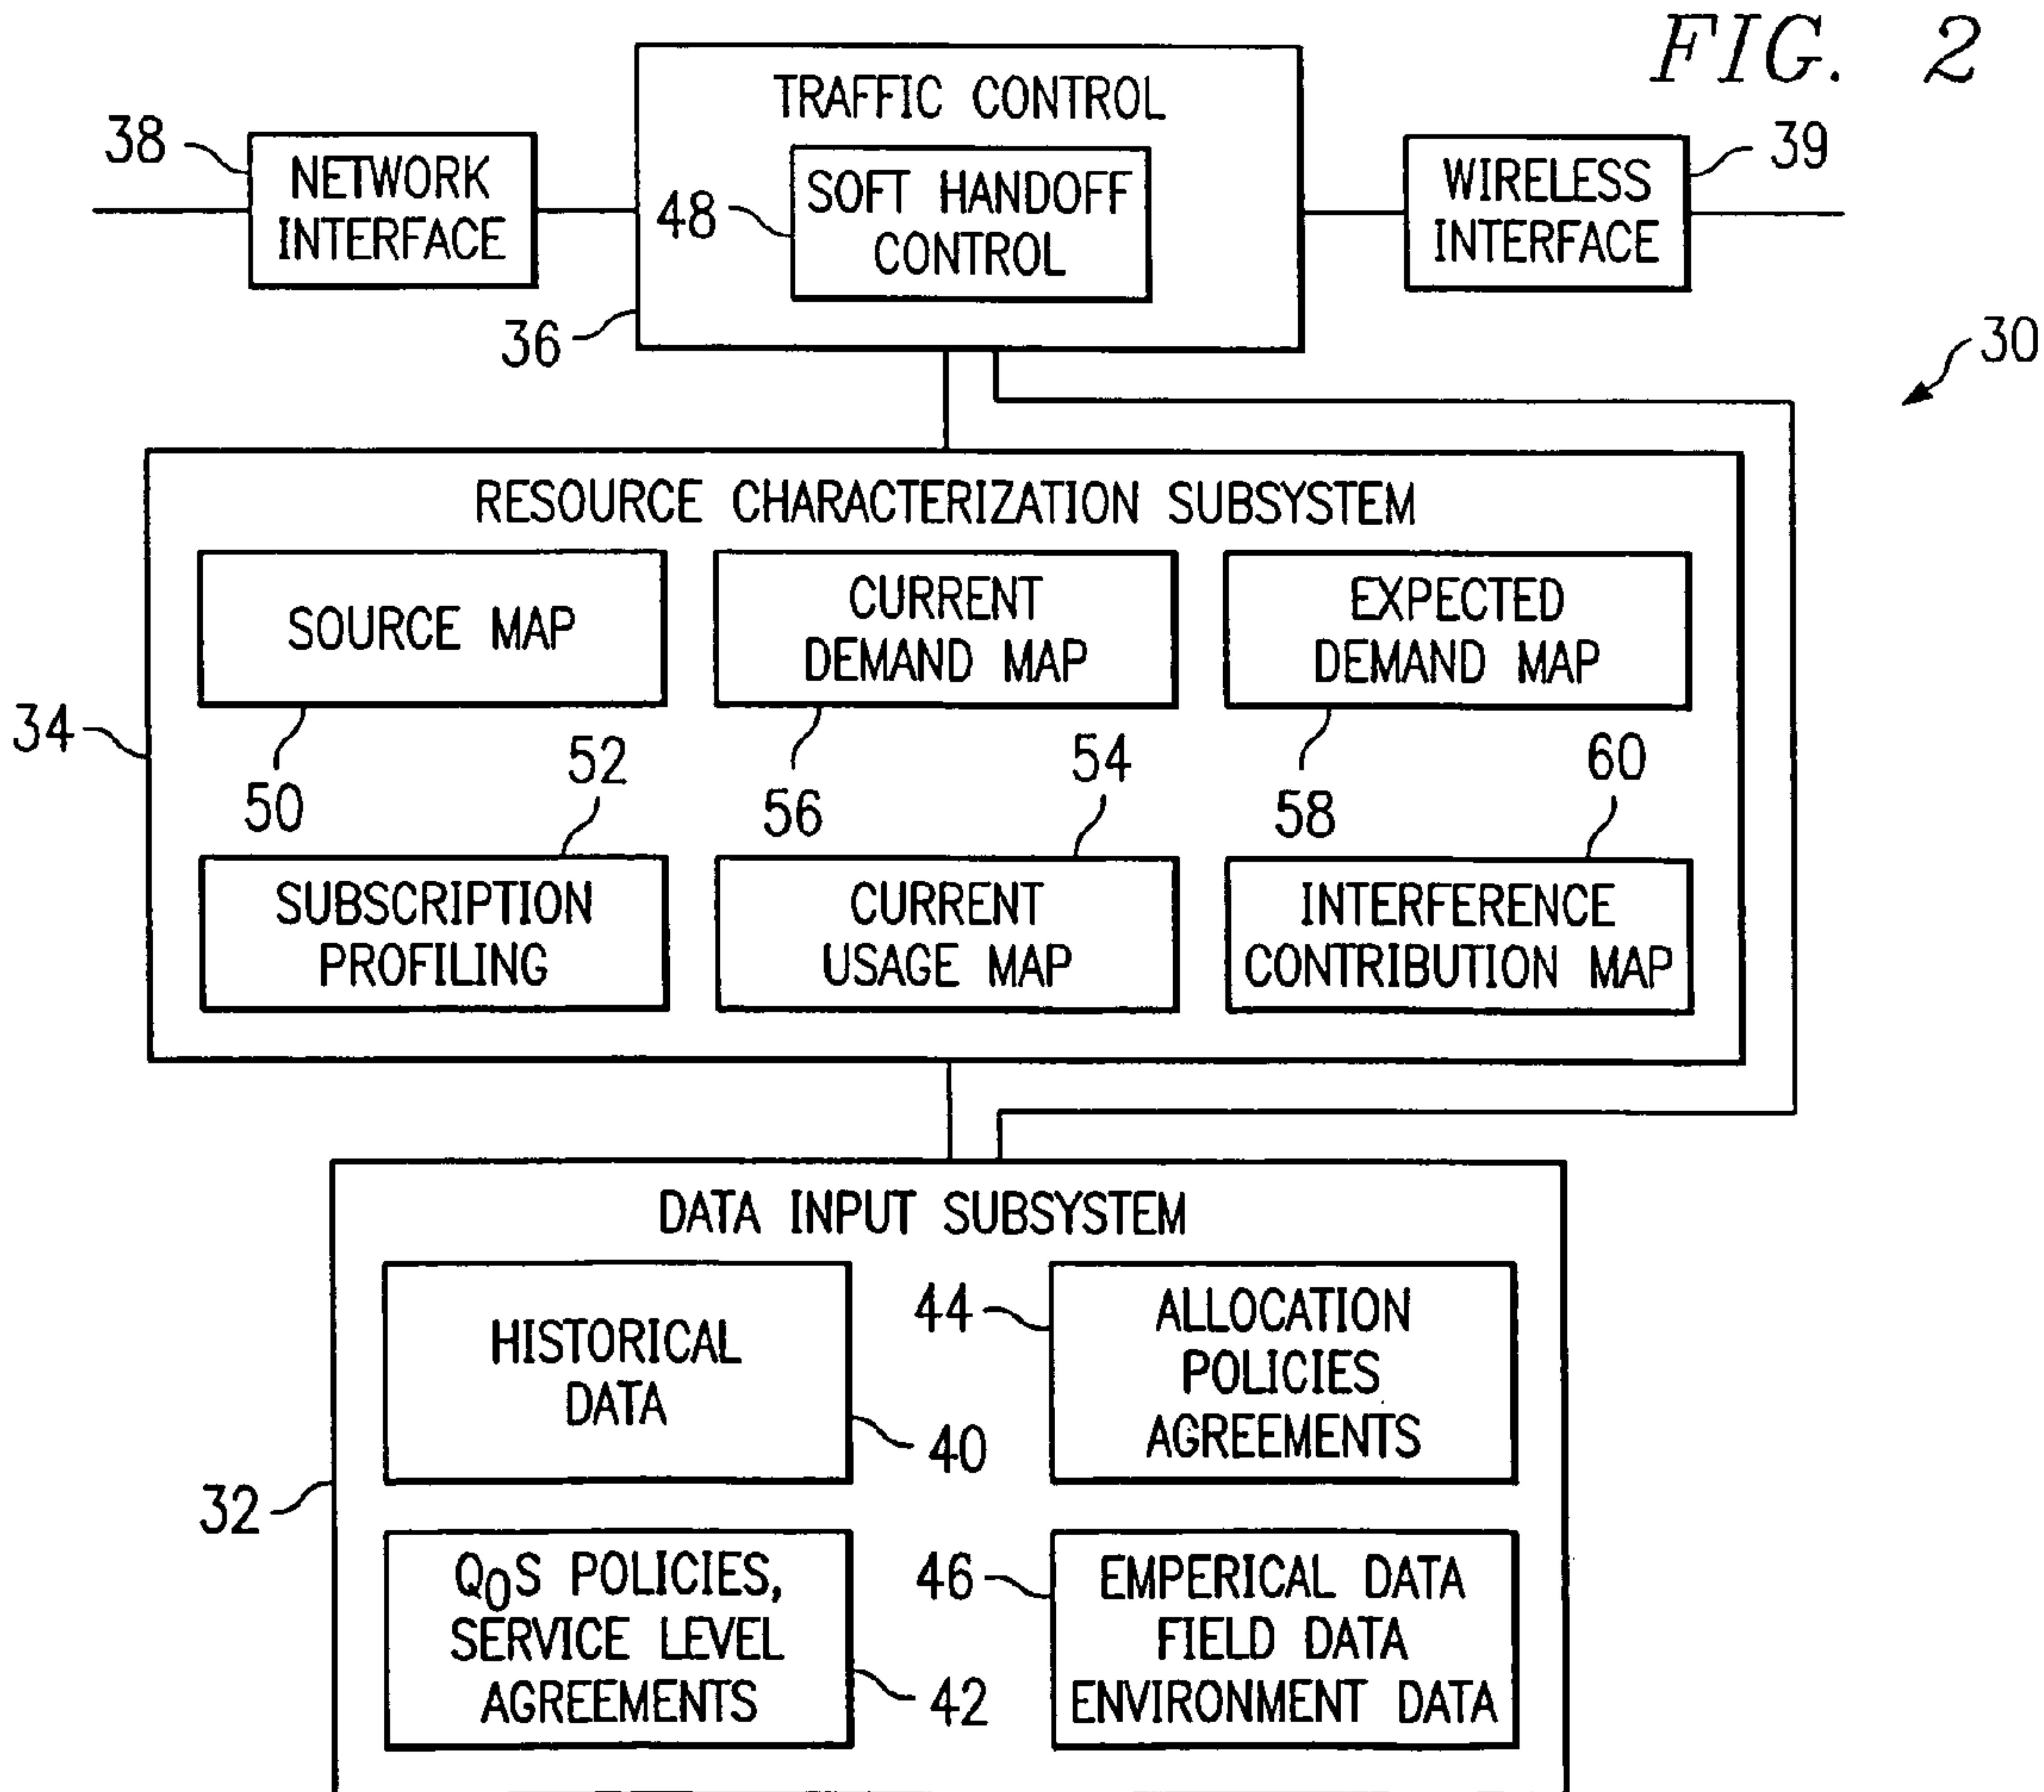 FIG. 2
TRAFFIC CONTROL
38
NETWORK
INTERFACE
48
SOFT HANDOFF
CONTROL
WIRELESS
INTERFACE
39
36
30
RESOURCE CHARACTERIZATION SUBSYSTEM
SOURCE MAP
CURRENT
DEMAND MAP
EXPECTED
DEMAND MAP
34
50
52
56
54
58
60
SUBSCRIPTION
PROFILING
CURRENT
USAGE MAP
INTERFERENCE
CONTRIBUTION MAP
DATA INPUT SUBSYSTEM
HISTORICAL
DATA
40
44
ALLOCATION
POLICIES
AGREEMENTS
32
QOS POLICIES,
SERVICE LEVEL
AGREEMENTS
42
46
EMPERICAL DATA
FIELD DATA
ENVIRONMENT DATA